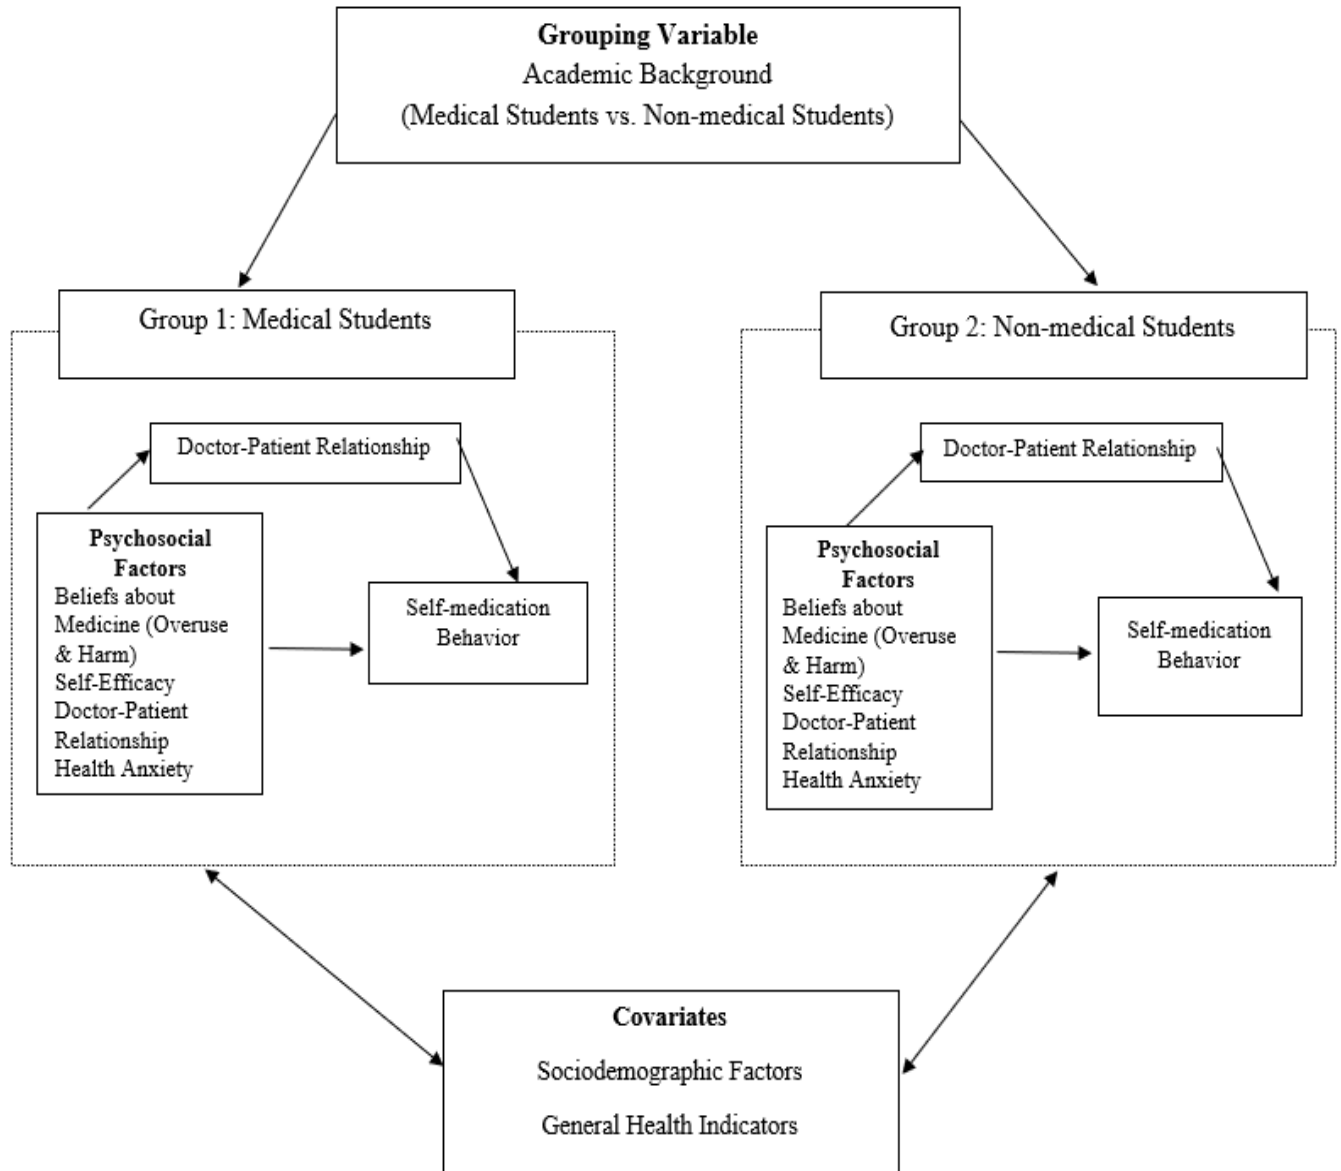 Grouping Variable
Academic Background
(Medical Students vs. Non-medical Students)
Group 1: Medical Students
Doctor-Patient Relationship
Psychosocial
Factors
Beliefs about
Medicine (Overuse
& Harm)
Self-Efficacy
Doctor-Patient
Relationship
Health Anxiety
Self-medication
Behavior
Group 2: Non-medical Students
Doctor-Patient Relationship
Psychosocial
Factors
Beliefs about
Medicine (Overuse
& Harm)
Self-Efficacy
Doctor-Patient
Relationship
Health Anxiety
Self-medication
Behavior
Covariates
Sociodemographic Factors
General Health Indicators